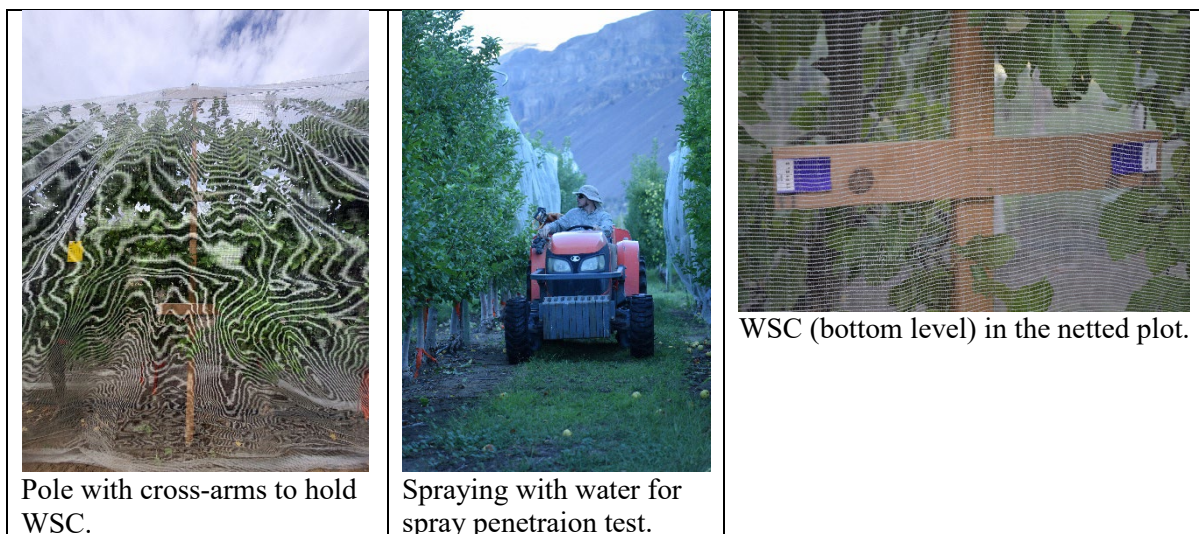 Pole with cross-arms to hold
WSC.
Spraying with water for
spray penetraion test.
WSC (bottom level) in the netted plot.